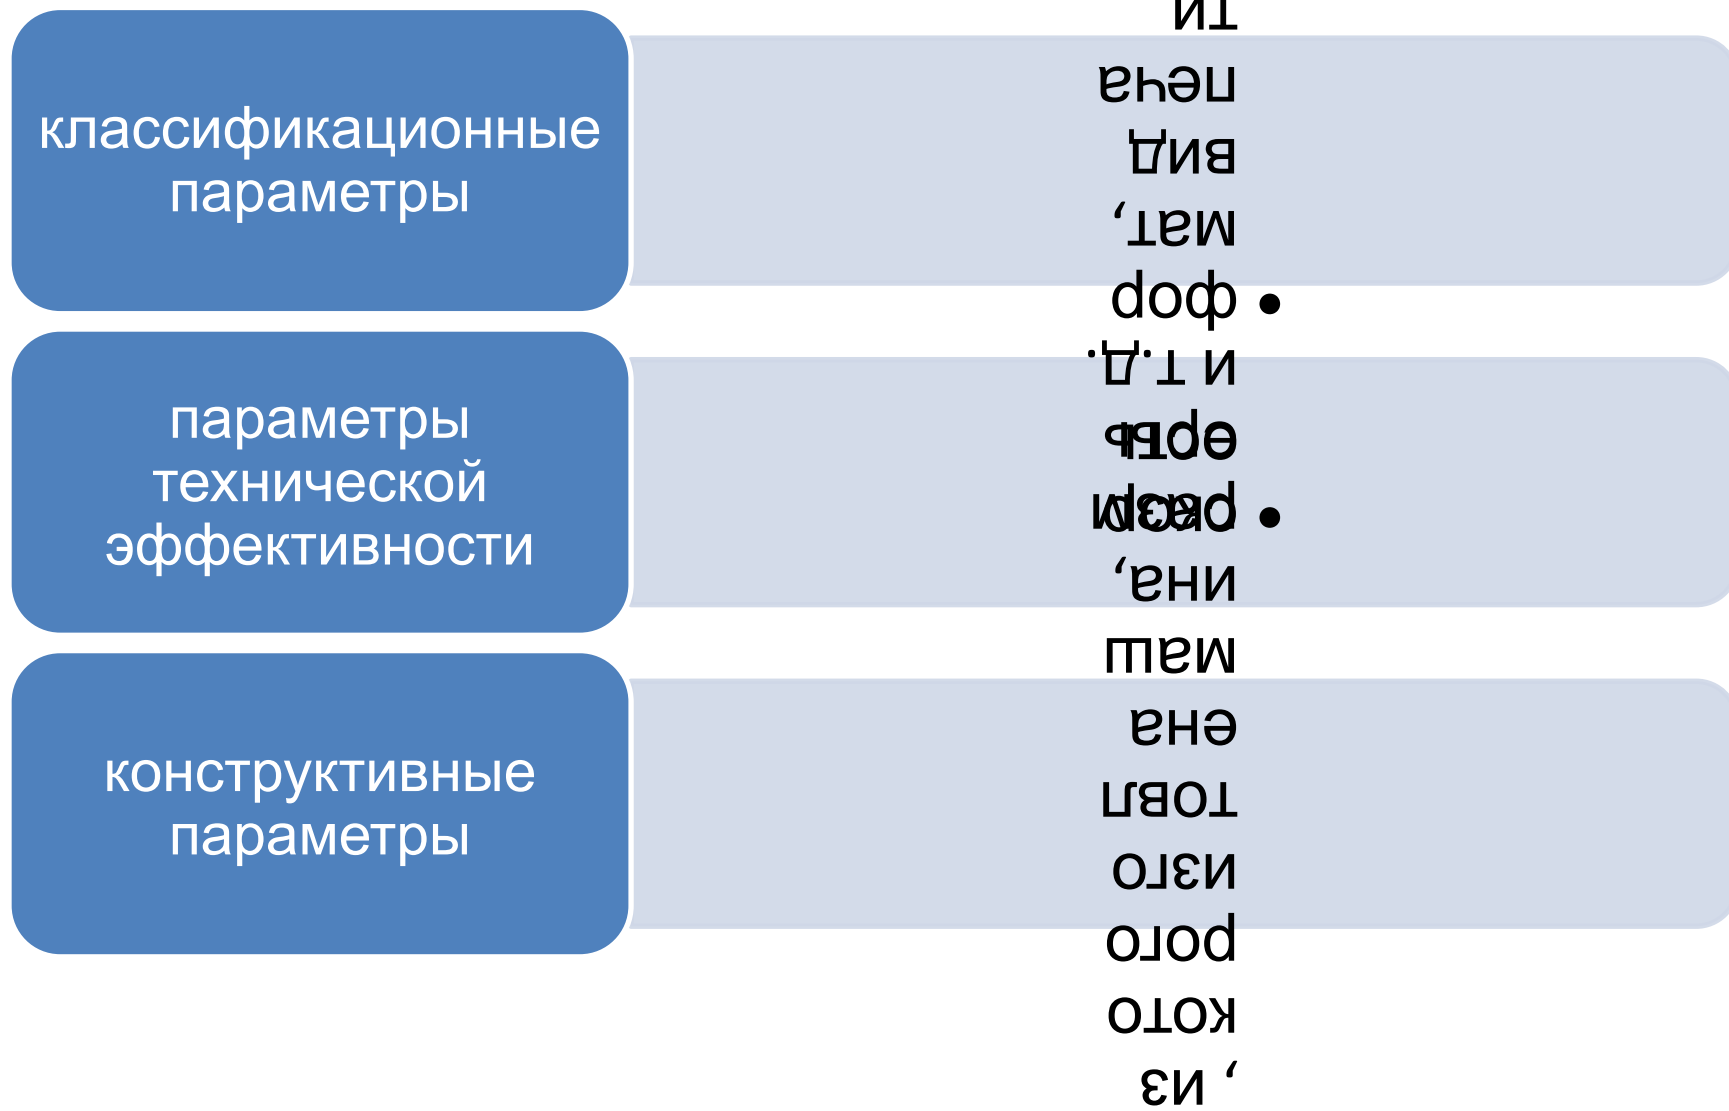 классификационные
параметры
• фор
мат,
вид
печа
ти
параметры
технической
эффективности
и т.д.
конструктивные
параметры
, из
кото
рого
изго
товл
ена
маш
ина,